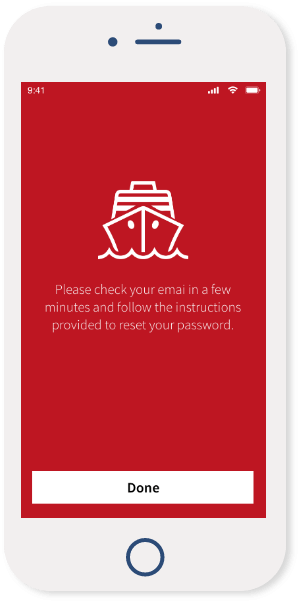 9:41
Please check your emai in a few
minutes and follow the instructions
provided to reset your password.
Done